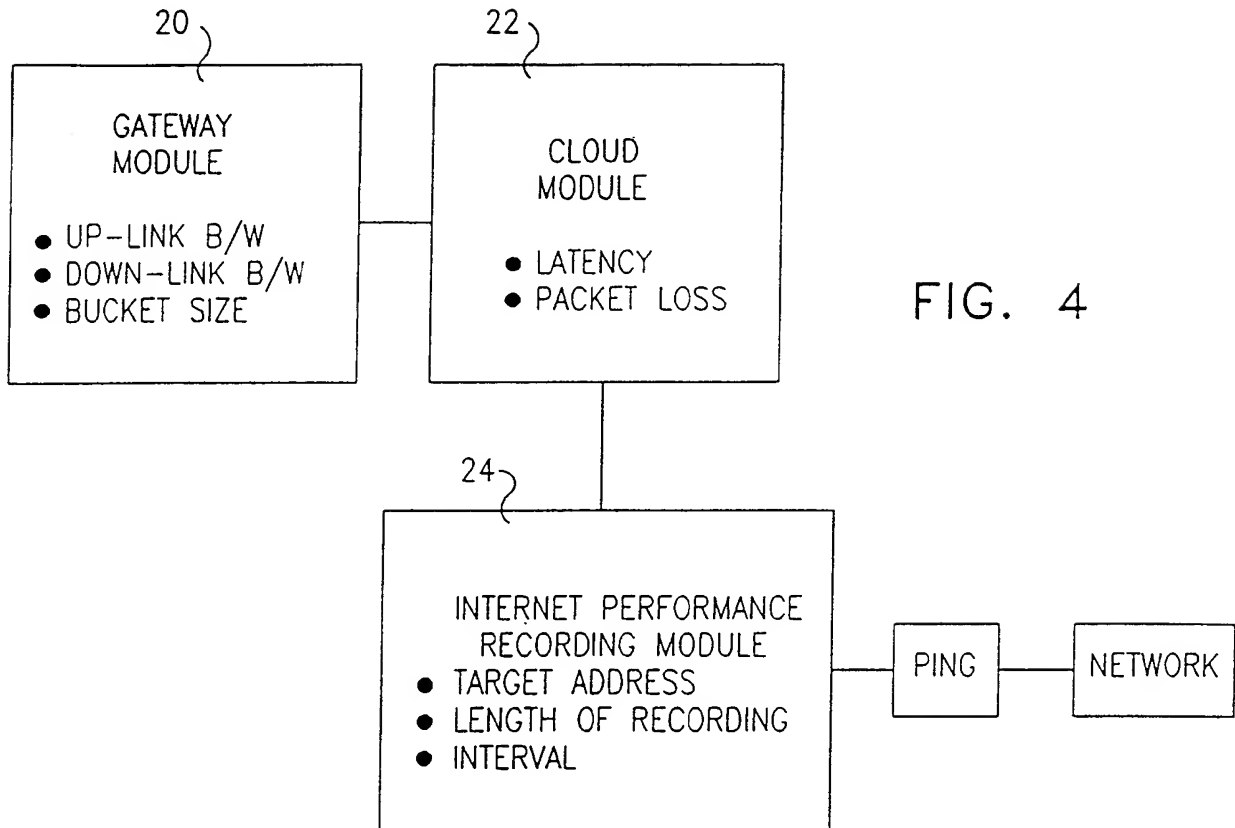 20
22
GATEWAY
MODULE
● UP-LINK B/W
● DOWN-LINK B/W
● BUCKET SIZE
CLOUD
MODULE
● LATENCY
● PACKET LOSS
FIG. 4
24
INTERNET PERFORMANCE
RECORDING MODULE
● TARGET ADDRESS
● LENGTH OF RECORDING
● INTERVAL
PING
NETWORK